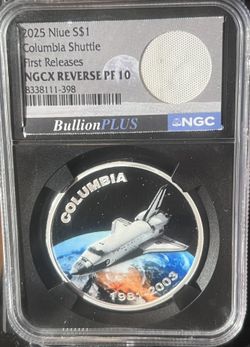 2025 Niue S$1
Columbia Shuttle
First Releases
NGCX REVERSE PF 10
8338111-398
BullionPLUS
NGC
COLUMBIA
1981 2003